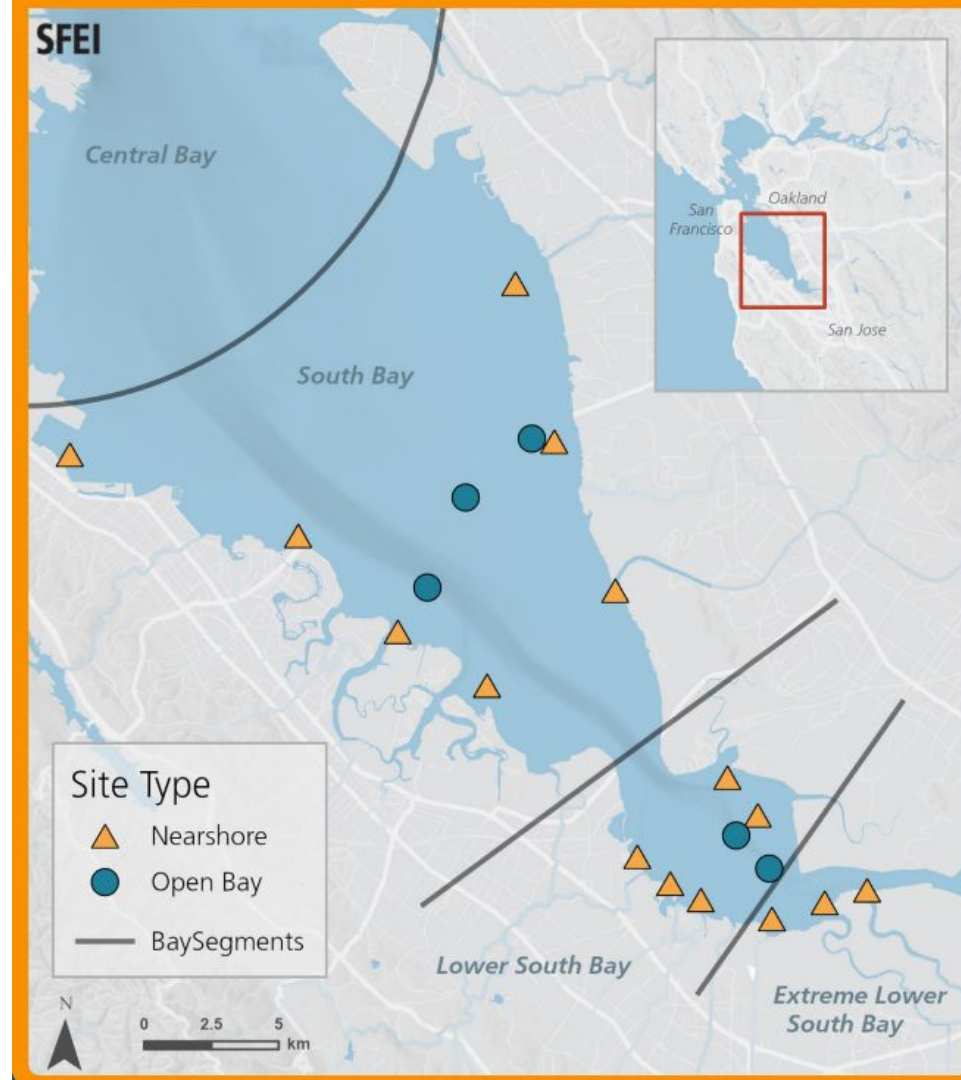 SFEI
Central Bay
South Bay
Oakland
San
Francisco
San Jose
Site Type
Nearshore
Open Bay
BaySegments
Lower South Bay
Extreme Lower
South Bay
N
0 2.5 5
km